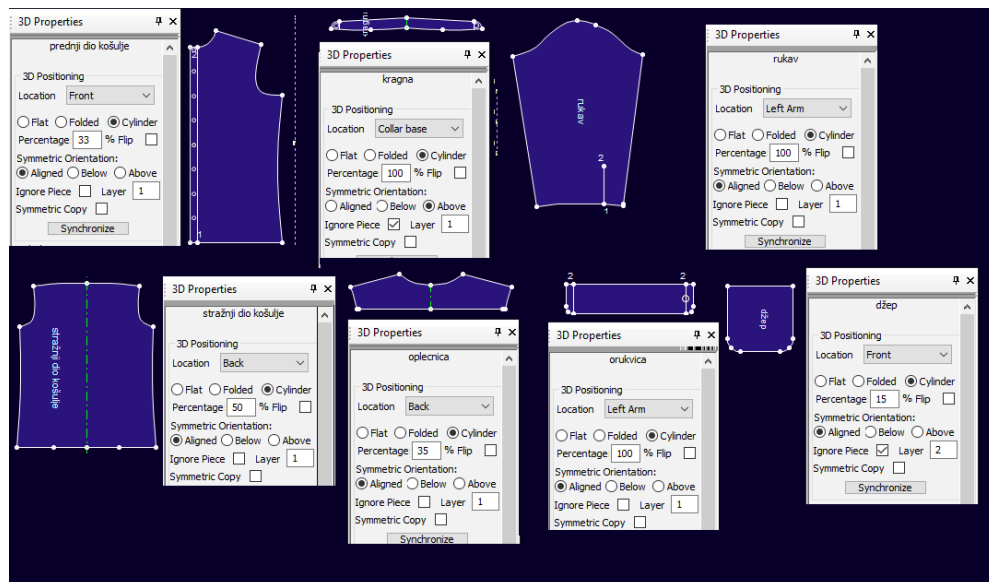 3D Properties
prednji dio košulje
3D Positioning
Location Front
Flat Folded Cylinder
Percentage 33 % Flip
Symmetric Orientation:
Aligned Below Above
Ignore Piece Layer 1
Symmetric Copy
Synchronize
2
1
3D Properties
kragna
3D Positioning
Location Collar base
Flat Folded Cylinder
Percentage 100 % Flip
Symmetric Orientation:
Aligned Below Above
Ignore Piece Layer 1
Symmetric Copy
rukav
2
1
3D Properties
rukav
3D Positioning
Location Left Arm
Flat Folded Cylinder
Percentage 100 % Flip
Symmetric Orientation:
Aligned Below Above
Ignore Piece Layer 1
Symmetric Copy
Synchronize
stražnji dio košulje
3D Properties
stražnji dio košulje
3D Positioning
Location Back
Flat Folded Cylinder
Percentage 50 % Flip
Symmetric Orientation:
Aligned Below Above
Ignore Piece Layer 1
Symmetric Copy
3D Properties
oplecnica
3D Positioning
Location Back
Flat Folded Cylinder
Percentage 35 % Flip
Symmetric Orientation:
Aligned Below Above
Ignore Piece Layer 1
Symmetric Copy
Synchronize
2 2
3D Properties
orukvica
3D Positioning
Location Left Arm
Flat Folded Cylinder
Percentage 100 % Flip
Symmetric Orientation:
Aligned Below Above
Ignore Piece Layer 1
Symmetric Copy
džep
3D Properties
džep
3D Positioning
Location Front
Flat Folded Cylinder
Percentage 15 % Flip
Symmetric Orientation:
Aligned Below Above
Ignore Piece Layer 2
Symmetric Copy
Synchronize